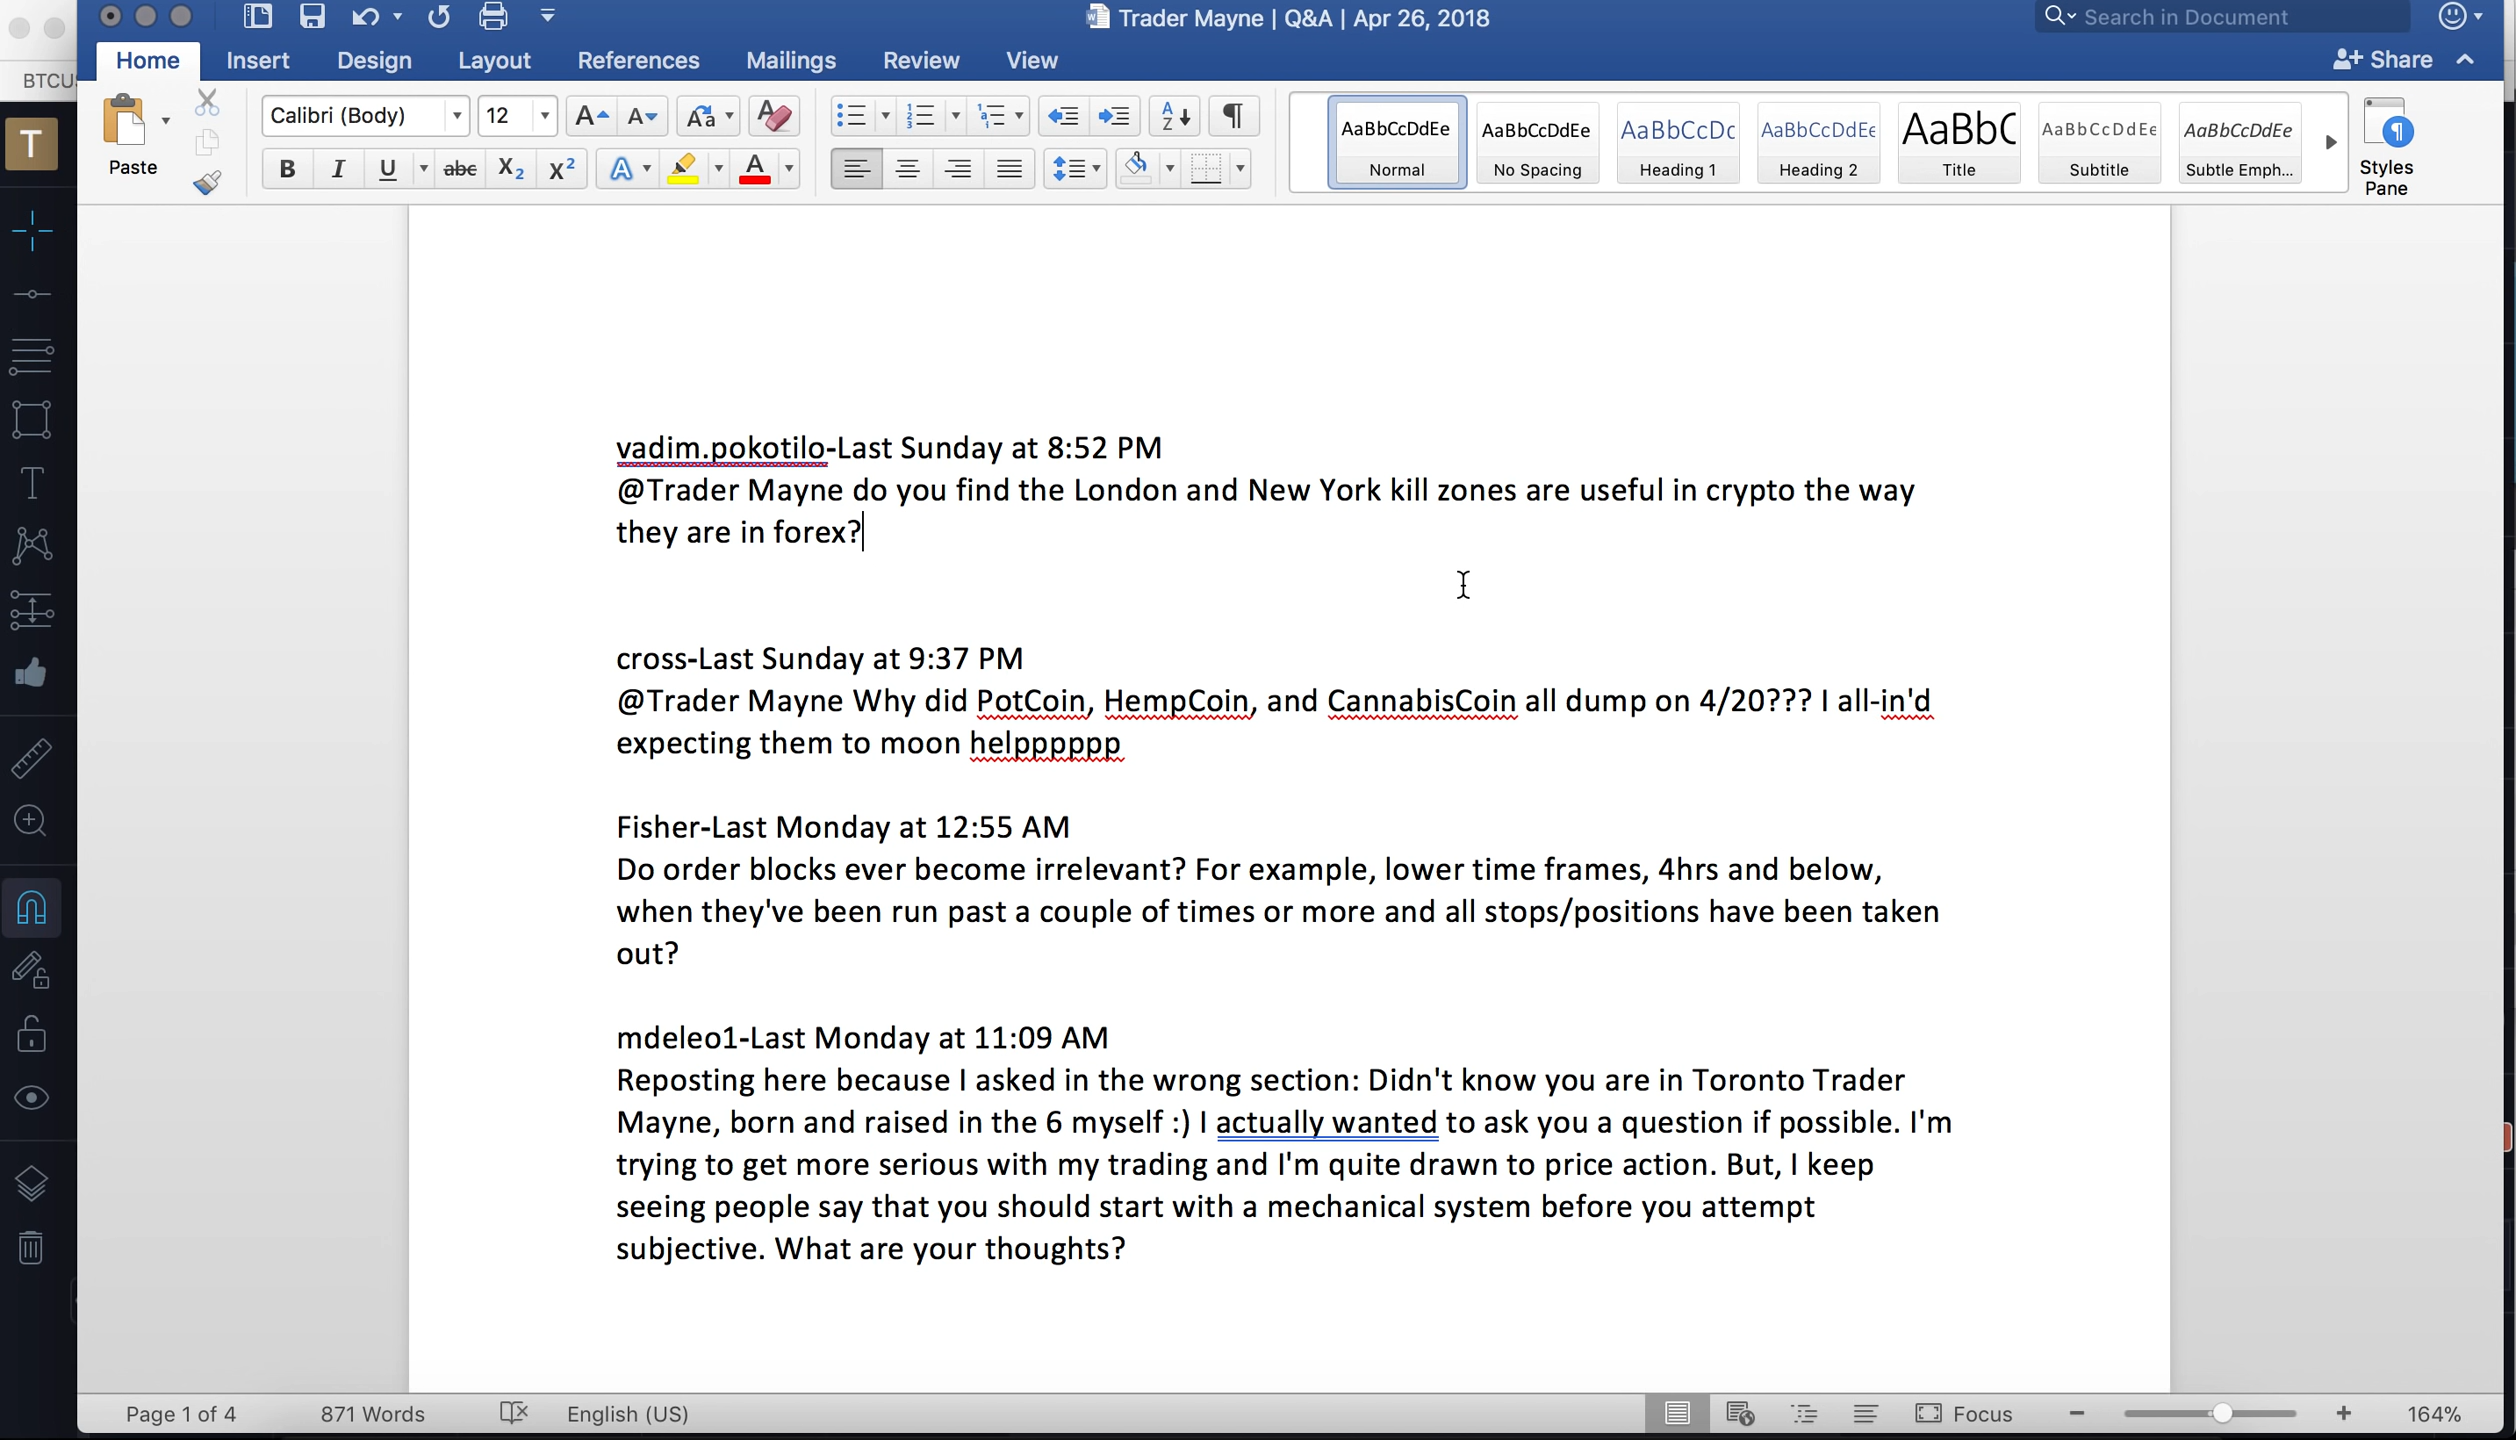 Trader Mayne | Q&A | Apr 26, 2018
Search in Document
Home
Insert
Design
Layout
References
Mailings
Review
View
Share
BTCUS
T
Paste
Calibri (Body)
12
AaBbCcDdEe
Normal
AaBbCcDdEe
No Spacing
AaBbCcDc
Heading 1
AaBbCcDdEe
Heading 2
AaBbC
Title
AaBbCcDdEe
Subtitle
AaBbCcDdEe
Subtle Emph...
Styles
Pane
vadim.pokotilo-Last Sunday at 8:52 PM
@Trader Mayne do you find the London and New York kill zones are useful in crypto the way
they are in forex?
cross-Last Sunday at 9:37 PM
@Trader Mayne Why did PotCoin, HempCoin, and CannabisCoin all dump on 4/20??? I all-in'd
expecting them to moon helpppppp
Fisher-Last Monday at 12:55 AM
Do order blocks ever become irrelevant? For example, lower time frames, 4hrs and below,
when they've been run past a couple of times or more and all stops/positions have been taken
out?
mdeleo1-Last Monday at 11:09 AM
Reposting here because I asked in the wrong section: Didn't know you are in Toronto Trader
Mayne, born and raised in the 6 myself :) I actually wanted to ask you a question if possible. I'm
trying to get more serious with my trading and I'm quite drawn to price action. But, I keep
seeing people say that you should start with a mechanical system before you attempt
subjective. What are your thoughts?
Page 1 of 4
871 Words
English (US)
Focus
164%